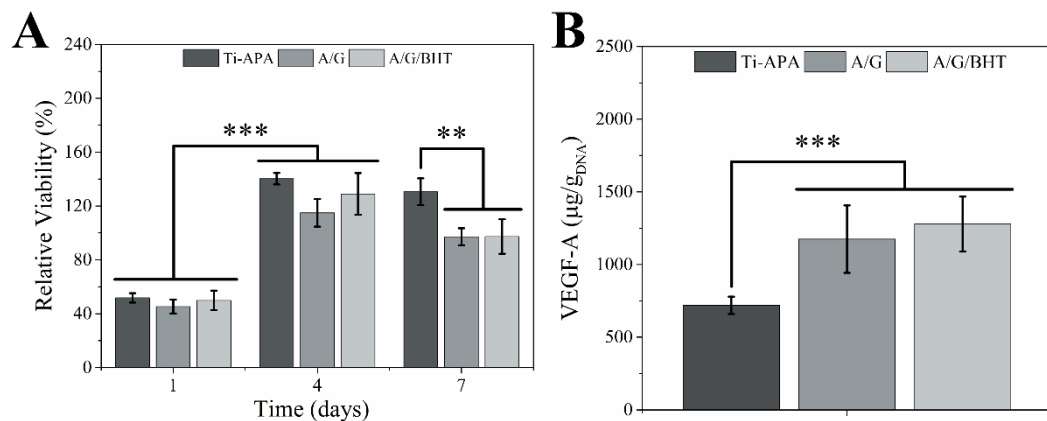 A
240
200
160
120
80
40
0
Relative Viability (%)
Ti-APA A/G A/G/BHT
***
**
1 4 7
Time (days)
B
2500
2000
1500
1000
500
0
VEGF-A (µg/gDNA)
Ti-APA A/G A/G/BHT
***